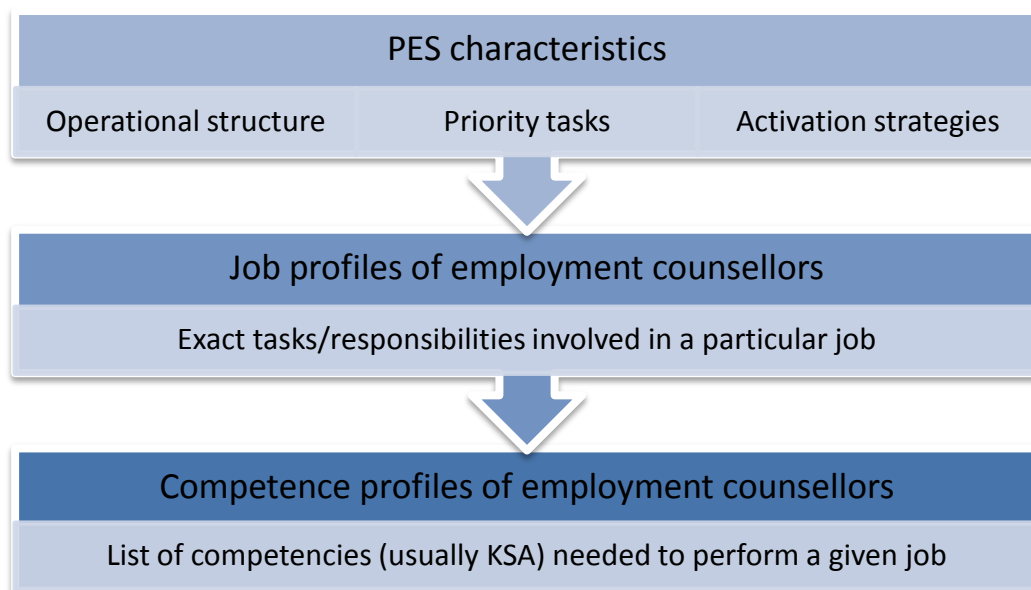 PES characteristics
Operational structure
Priority tasks
Activation strategies
Job profiles of employment counsellors
Exact tasks/responsibilities involved in a particular job
Competence profiles of employment counsellors
List of competencies (usually KSA) needed to perform a given job